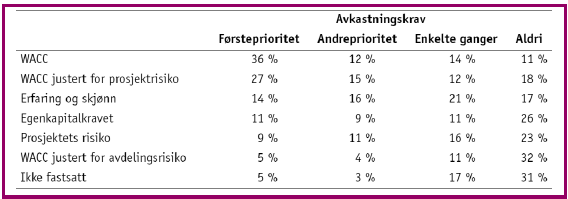 Avkastningskrav
Førsteprioritet Andreprioritet Enkelte ganger Aldri
WACC 36 % 12 % 14 % 11 %
WACC justert for prosjektrisiko 27 % 15 % 12 % 18 %
Erfaring og skjønn 14 % 16 % 21 % 17 %
Egenkapitalkravet 11 % 9 % 11 % 26 %
Prosjektets risiko 9 % 11 % 16 % 23 %
WACC justert for avdelingsrisiko 5 % 4 % 11 % 32 %
Ikke fastsatt 5 % 3 % 17 % 31 %